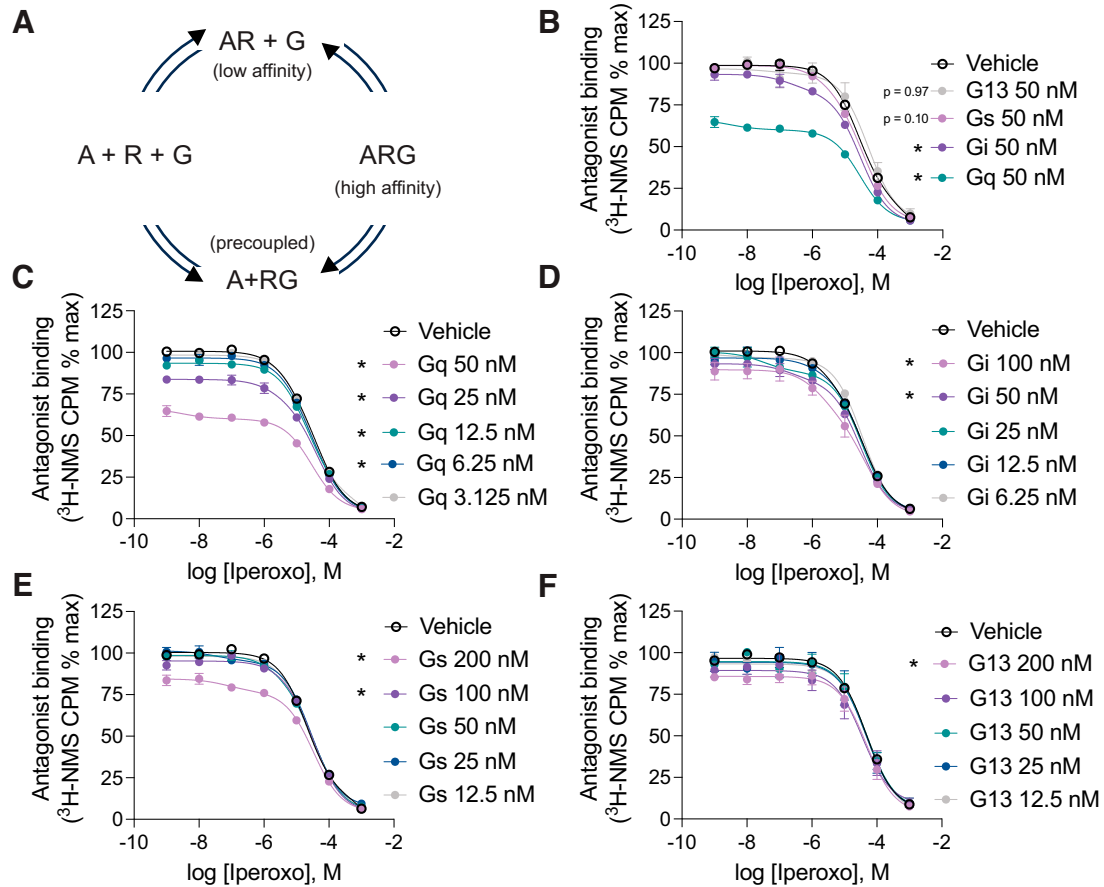 A
AR + G
(low affinity)
A + R + G
ARG
(high affinity)
(precoupled)
A+RG
B
Antagonist binding
(³H-NMS CPM % max)
125
100
75
50
25
0
-10
-8
-6
-4
-2
log [Iperoxo], M
Vehicle
p = 0.97 G13 50 nM
p = 0.10 Gs 50 nM
* Gi 50 nM
* Gq 50 nM
C
Antagonist binding
(³H-NMS CPM % max)
125
100
75
50
25
0
-10
-8
-6
-4
-2
log [Iperoxo], M
Vehicle
* Gq 50 nM
* Gq 25 nM
* Gq 12.5 nM
* Gq 6.25 nM
Gq 3.125 nM
D
Antagonist binding
(³H-NMS CPM % max)
125
100
75
50
25
0
-10
-8
-6
-4
-2
log [Iperoxo], M
Vehicle
* Gi 100 nM
* Gi 50 nM
Gi 25 nM
Gi 12.5 nM
Gi 6.25 nM
E
Antagonist binding
(³H-NMS CPM % max)
125
100
75
50
25
0
-10
-8
-6
-4
-2
log [Iperoxo], M
Vehicle
* Gs 200 nM
* Gs 100 nM
Gs 50 nM
Gs 25 nM
Gs 12.5 nM
F
Antagonist binding
(³H-NMS CPM % max)
125
100
75
50
25
0
-10
-8
-6
-4
-2
log [Iperoxo], M
Vehicle
* G13 200 nM
G13 100 nM
G13 50 nM
G13 25 nM
G13 12.5 nM